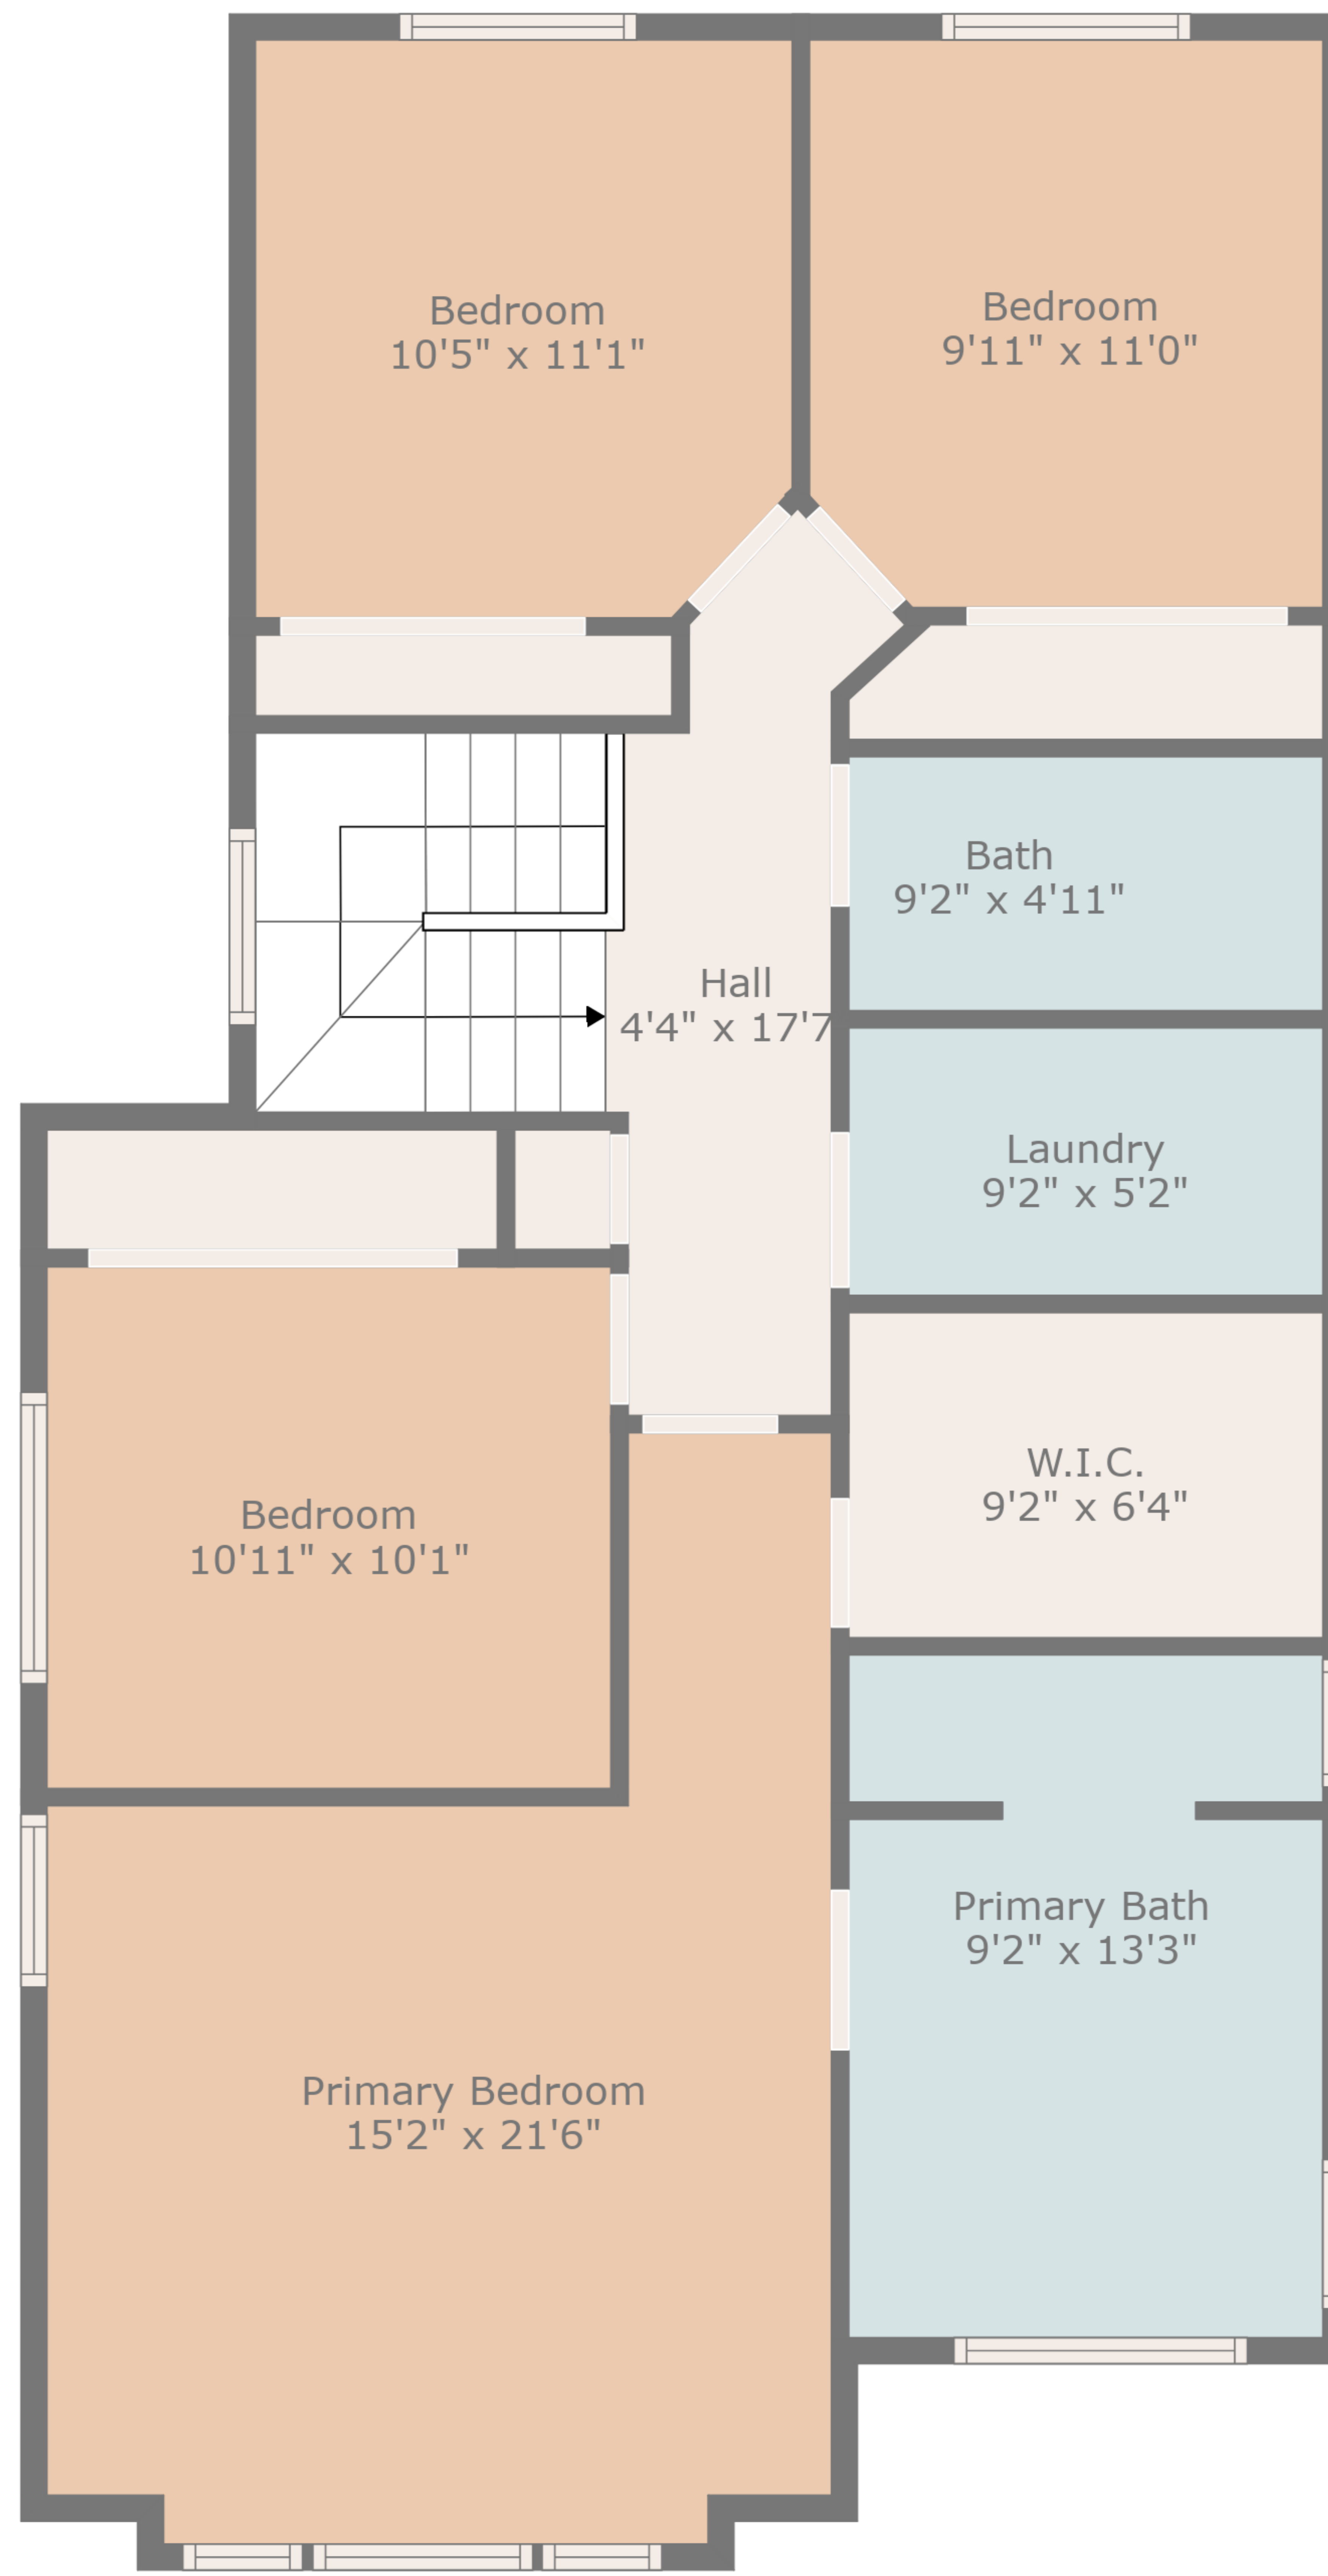 Bedroom
10'5" x 11'1"
Bedroom
9'11" x 11'0"
Bath
9'2" x 4'11"
Hall
4'4" x 17'7
Laundry
9'2" x 5'2"
W.I.C.
9'2" x 6'4"
Bedroom
10'11" x 10'1"
Primary Bath
9'2" x 13'3"
Primary Bedroom
15'2" x 21'6"